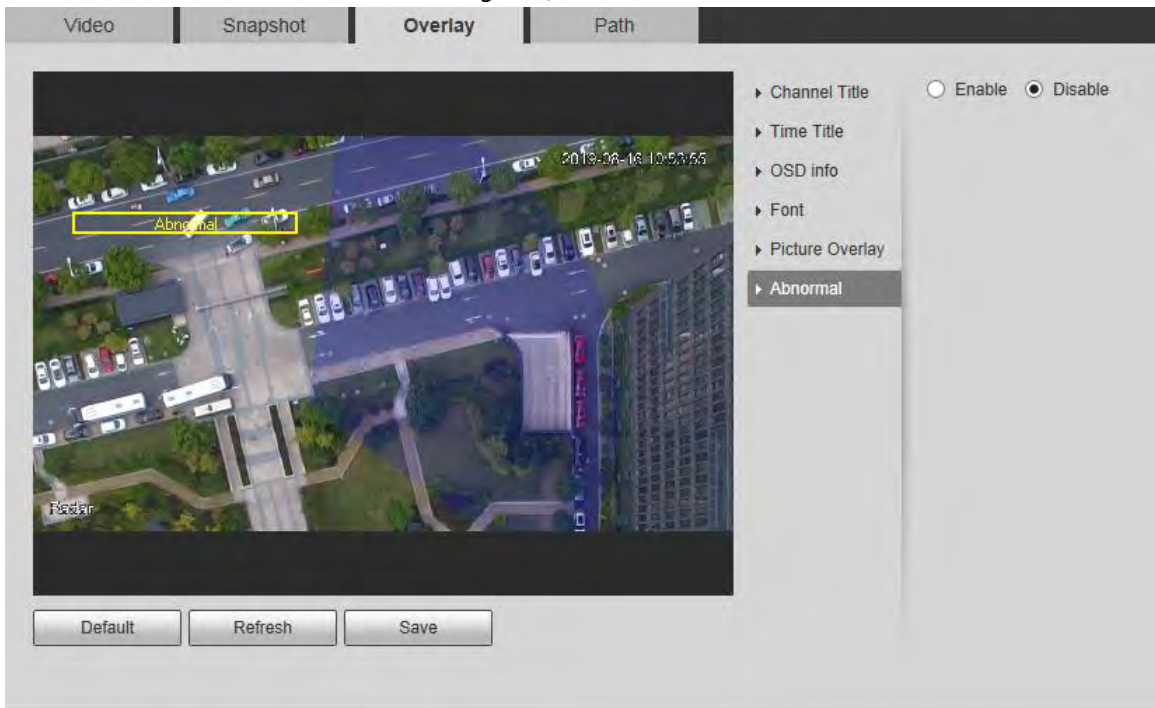 Video Snapshot Overlay Path
Channel Title
Enable Disable
Time Title
OSD info
Font
Picture Overlay
Abnormal
2019-08-16 10:53:55
Abnormal
Radar
Default Refresh Save